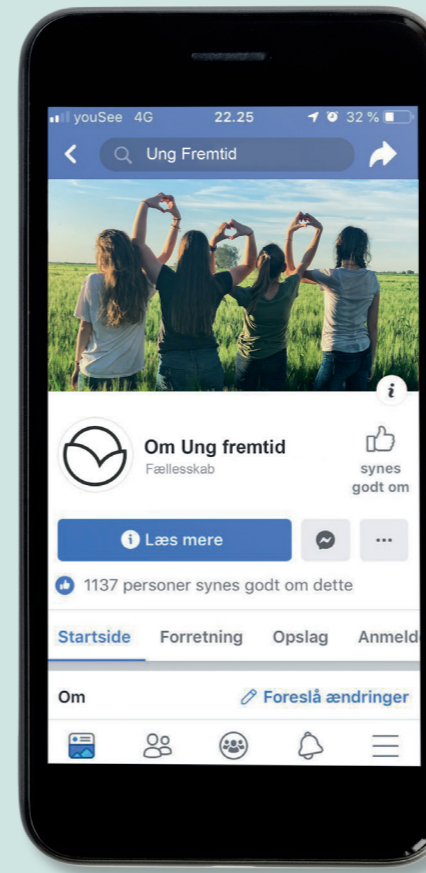 youSee 4G 22.25 32 %
Ung Fremtid
i
Om Ung fremtid
Fællesskab
synes
godt om
i Læs mere
1137 personer synes godt om dette
Startside Forretning Opslag Anmeld
Om Foreslå ændringer